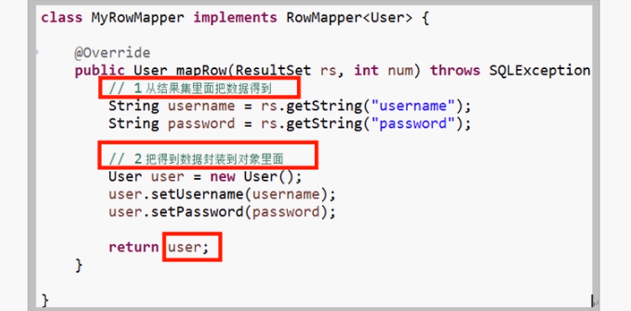 class MyRowMapper implements RowMapper<User> {
@Override
public User mapRow(ResultSet rs, int num) throws SQLException
// 1 从结果集里面把数据得到
String username = rs.getString("username");
String password = rs.getString("password");
// 2 把得到数据封装到对象里面
User user = new User();
user.setUsername(username);
user.setPassword(password);
return user;
}
}